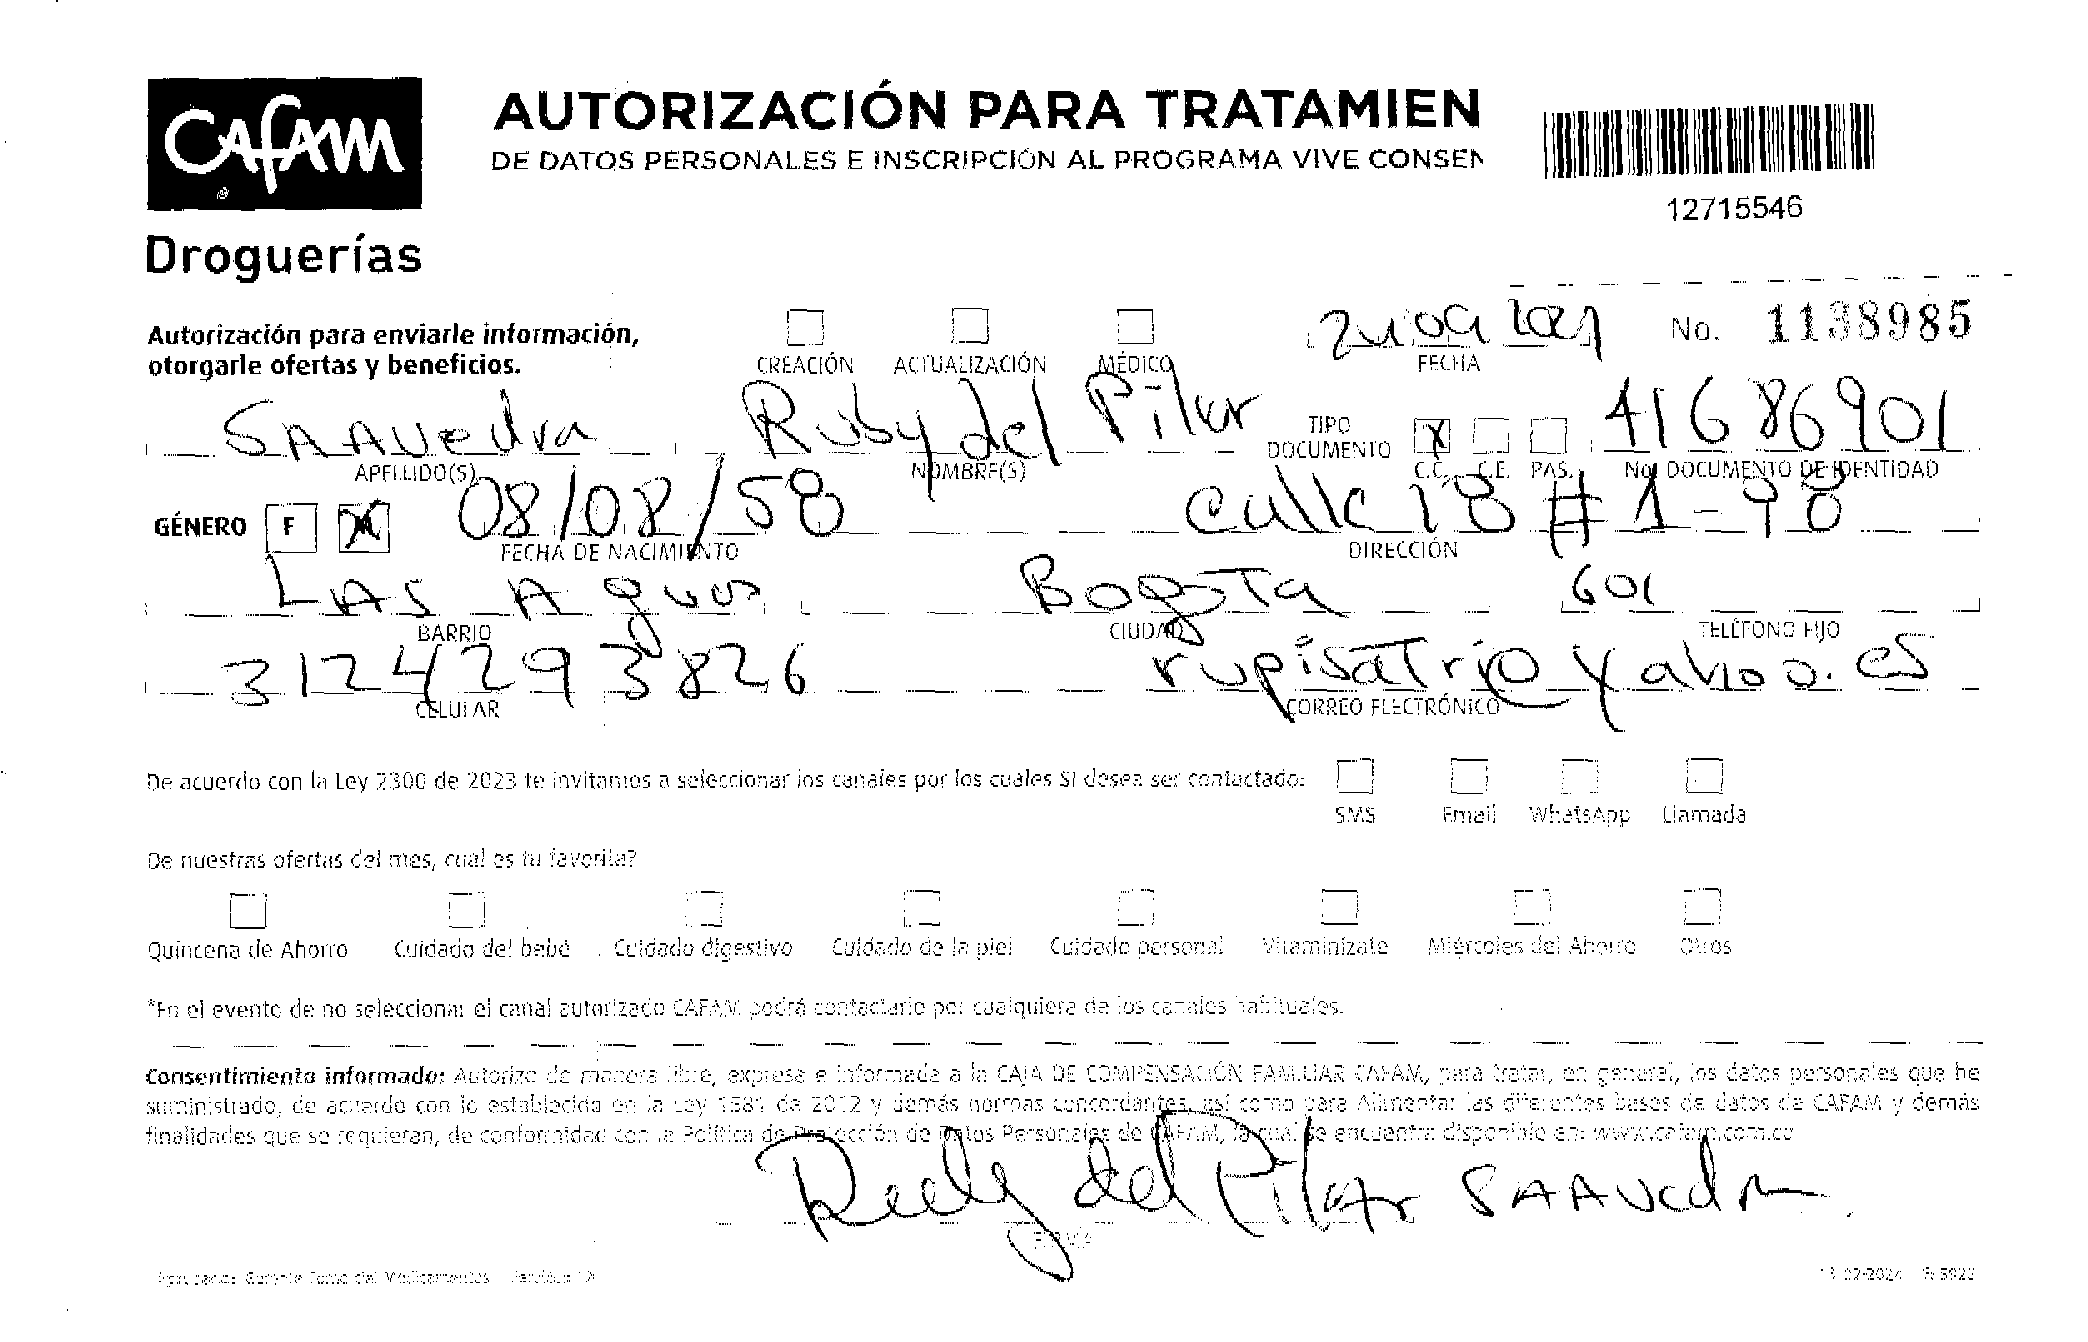 CAFAM
Droguerías
AUTORIZACIÓN PARA TRATAMIEN
DE DATOS PERSONALES E INSCRIPCIÓN AL PROGRAMA VIVE CONSEN
12715546
Autorización para enviarle información,
otorgarle ofertas y beneficios.
CREACIÓN ACTUALIZACIÓN MÉDICO
FECHA
No. 1138985
SAAvedra Ruby del Pilar TIPO DOCUMENTO X 41686901
APELLIDO(S) NOMBRE(S) C.C. C.E. PAS. No. DOCUMENTO DE IDENTIDAD
GÉNERO F M 08/08/58 calle 18 # 1-98
FECHA DE NACIMIENTO DIRECCIÓN
LAS Aguas Bogota 601
BARRIO CIUDAD TELÉFONO FIJO
3124293826 rupisatri@yahoo.es
CELULAR CORREO ELECTRÓNICO
De acuerdo con la Ley 2300 de 2023 te invitamos a seleccionar los canales por los cuales SI desea ser contactado:
SMS Email WhatsApp Llamada
De nuestras ofertas del mes, cual es tu favorita?
Quincena de Ahorro Cuidado del bebé Cuidado digestivo Cuidado de la piel Cuidado personal Vitaminízate Miércoles del Ahorro Otros
*En el evento de no seleccionar el canal autorizado CAFAM podrá contactarlo por cualquiera de los canales habituales.
Consentimiento informado: Autorizo de manera libre, expresa e informada a la CAJA DE COMPENSACIÓN FAMILIAR CAFAM, para tratar, en general, los datos personales que he
suministrado, de acuerdo con lo establecido en la Ley 1581 de 2012 y demás normas concordantes, así como para Alimentar las diferentes bases de datos de CAFAM y demás
finalidades que se requieran, de conformidad con la Política de Protección de Datos Personales de CAFAM, la cual se encuentra disponible en: www.cafam.com.co
Ruby del Pilar SAAvedra
FIRMA
13-02-2024